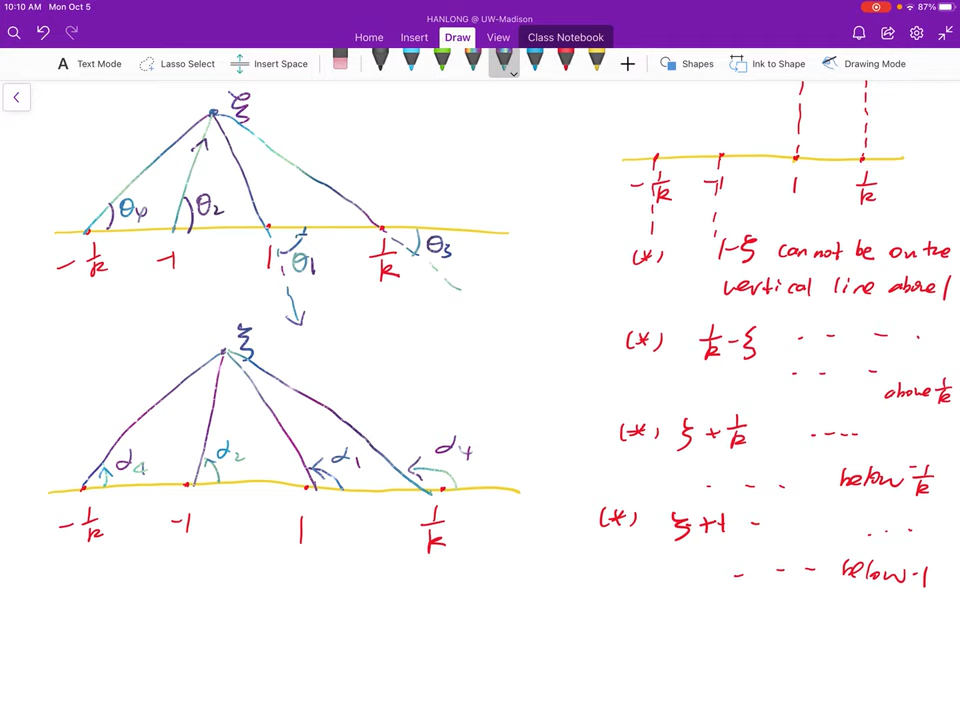 10:10 AM Mon Oct 5
87%
HANLONG @ UW-Madison
Home Insert Draw View Class Notebook
Text Mode Lasso Select Insert Space Shapes Ink to Shape Drawing Mode
ξ
θ4 θ2 θ1 θ3
-1/k -1 1 1/k
ξ
α4 α2 α1 α4
-1/k -1 1 1/k
-1/k -1 1 1/k
(*) 1-ξ can not be on the
vertical line above 1
(*) 1/k-ξ
above 1/k
(*) ξ+1/k
below -1/k
(*) ξ+1
below -1